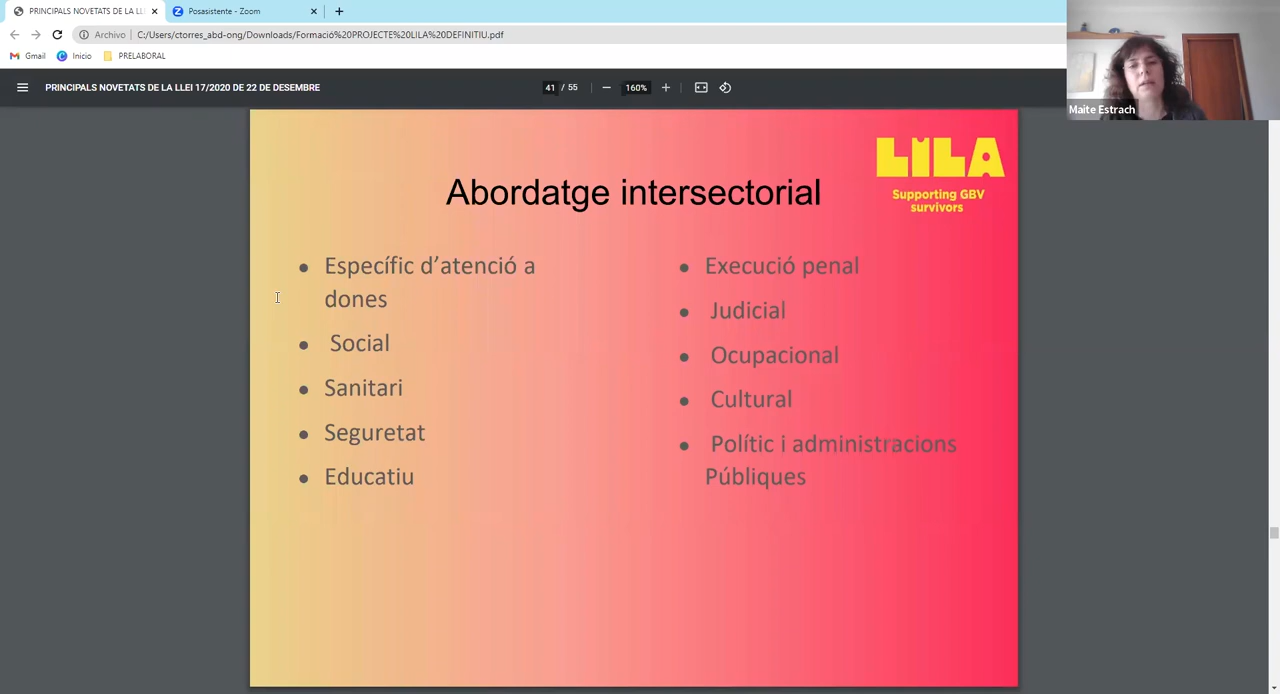 PRINCIPALS NOVETATS DE LA LLE
Posasistente - Zoom
Archivo
C:/Users/ctorres_abd-ong/Downloads/Formació%20PROJECTE%20LILA%20DEFINITIU.pdf
Gmail
Inicio
PRELABORAL
PRINCIPALS NOVETATS DE LA LLEI 17/2020 DE 22 DE DESEMBRE
41 / 55
160%
Maite Estrach
LILA
Supporting GBV
survivors
Abordatge intersectorial
• Específic d’atenció a
dones
• Social
• Sanitari
• Seguretat
• Educatiu
• Execució penal
• Judicial
• Ocupacional
• Cultural
• Polític i administracions
Públiques